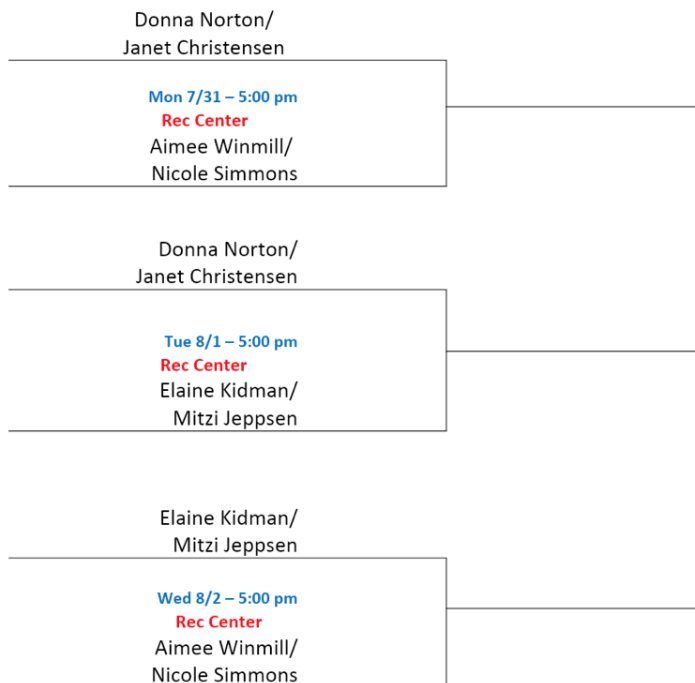 Donna Norton/
Janet Christensen
Mon 7/31 – 5:00 pm
Rec Center
Aimee Winmill/
Nicole Simmons
Donna Norton/
Janet Christensen
Tue 8/1 – 5:00 pm
Rec Center
Elaine Kidman/
Mitzi Jeppsen
Elaine Kidman/
Mitzi Jeppsen
Wed 8/2 – 5:00 pm
Rec Center
Aimee Winmill/
Nicole Simmons